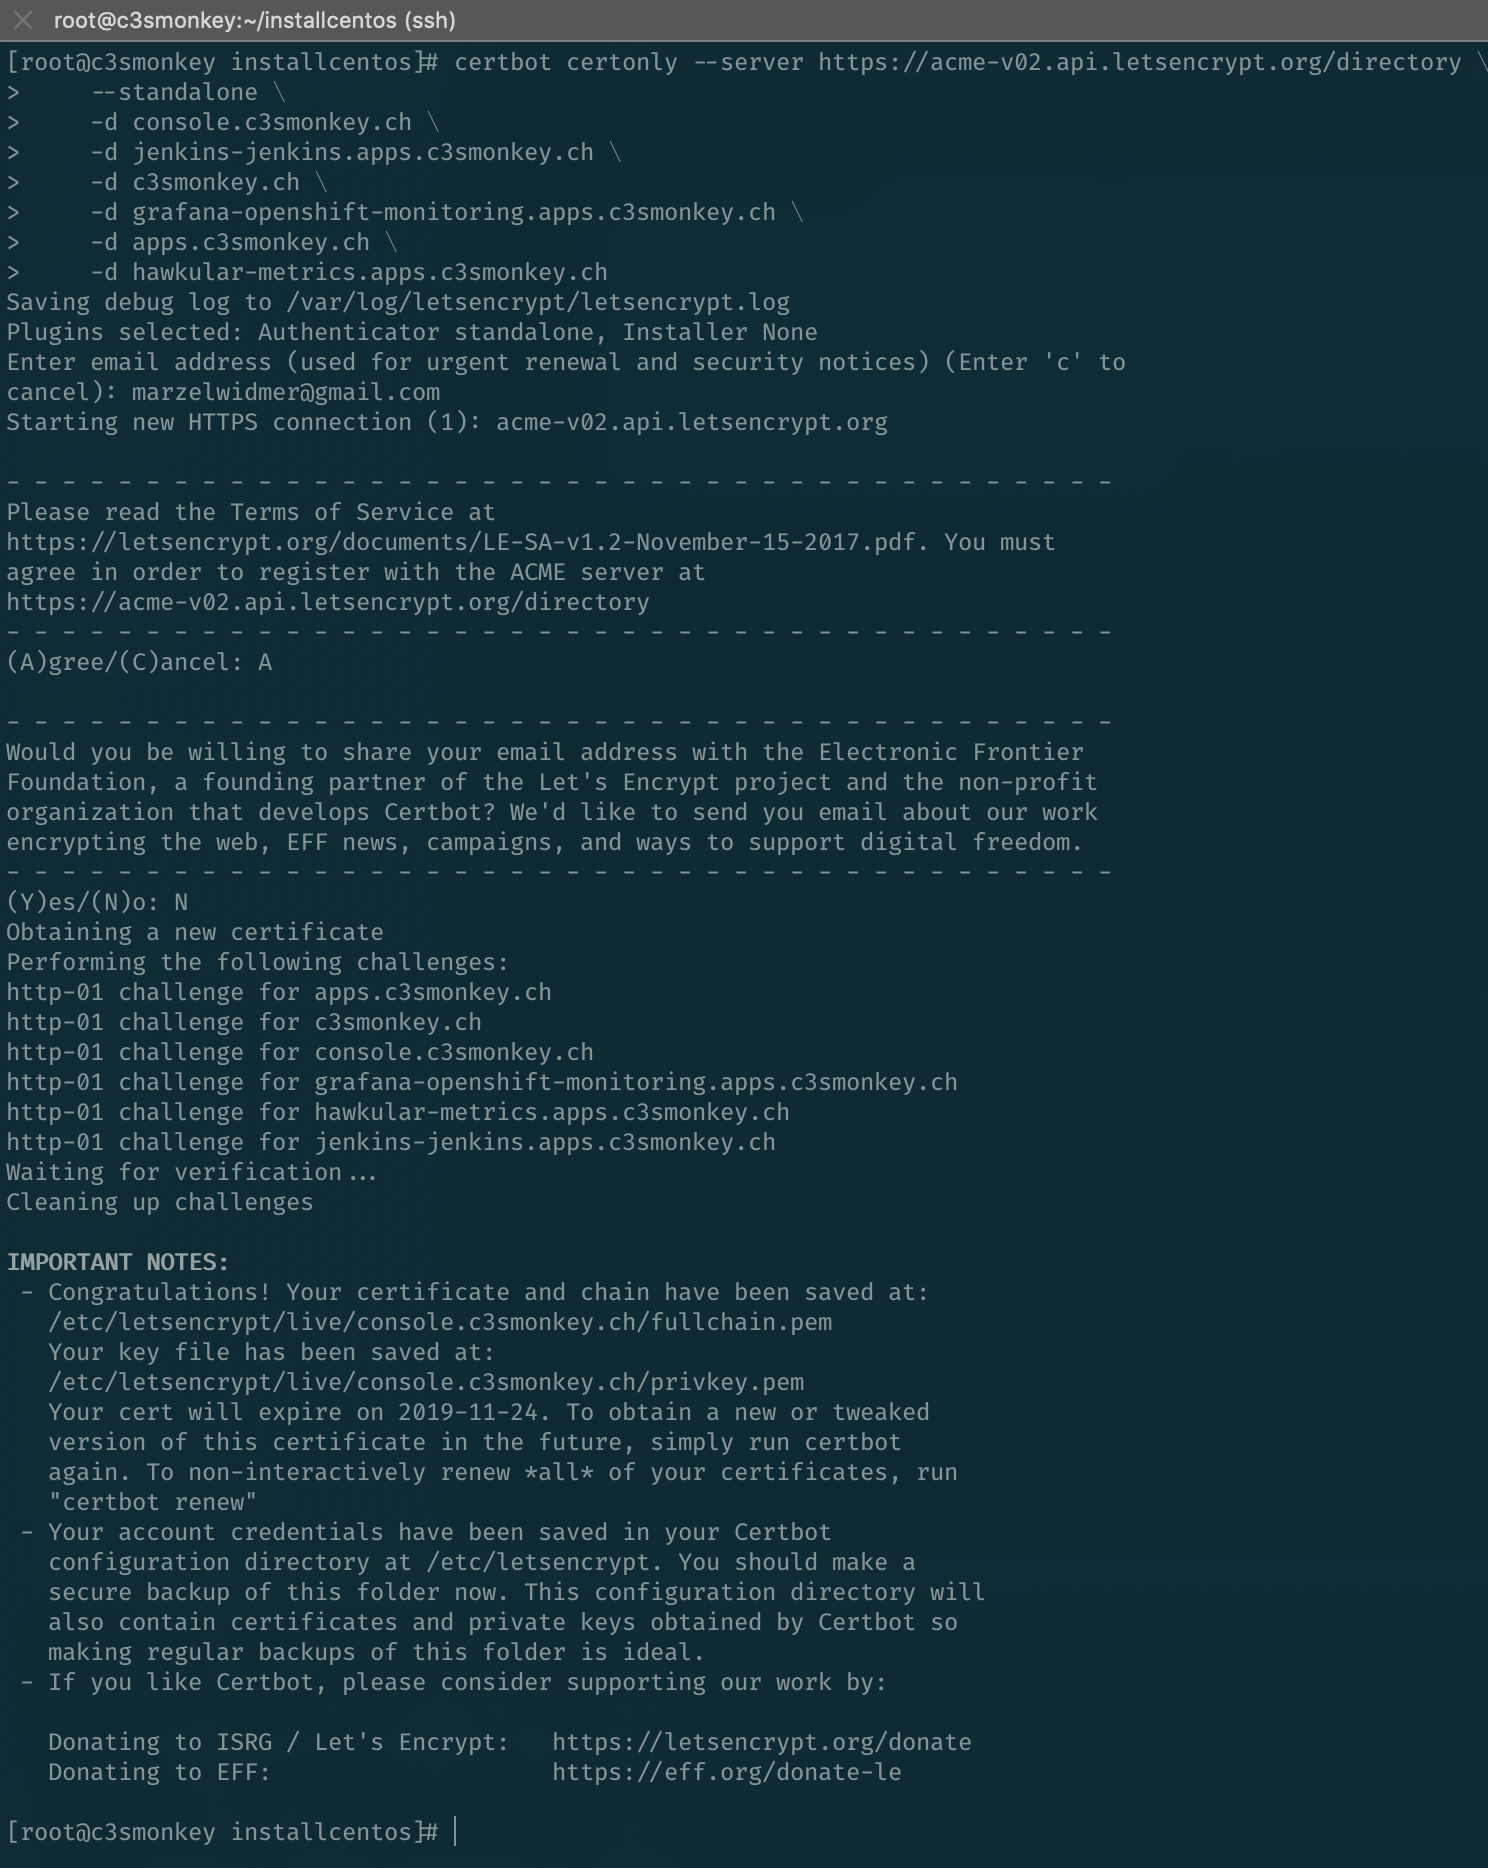 root@c3smonkey:~/installcentos (ssh)
[root@c3smonkey installcentos]# certbot certonly --server https://acme-v02.api.letsencrypt.org/directory \
>     --standalone \
>     -d console.c3smonkey.ch \
>     -d jenkins-jenkins.apps.c3smonkey.ch \
>     -d c3smonkey.ch \
>     -d grafana-openshift-monitoring.apps.c3smonkey.ch \
>     -d apps.c3smonkey.ch \
>     -d hawkular-metrics.apps.c3smonkey.ch
Saving debug log to /var/log/letsencrypt/letsencrypt.log
Plugins selected: Authenticator standalone, Installer None
Enter email address (used for urgent renewal and security notices) (Enter 'c' to
cancel): marzelwidmer@gmail.com
Starting new HTTPS connection (1): acme-v02.api.letsencrypt.org

- - - - - - - - - - - - - - - - - - - - - - - - - - - - - - - - - - - - - - - -
Please read the Terms of Service at
https://letsencrypt.org/documents/LE-SA-v1.2-November-15-2017.pdf. You must
agree in order to register with the ACME server at
https://acme-v02.api.letsencrypt.org/directory
- - - - - - - - - - - - - - - - - - - - - - - - - - - - - - - - - - - - - - - -
(A)gree/(C)ancel: A

- - - - - - - - - - - - - - - - - - - - - - - - - - - - - - - - - - - - - - - -
Would you be willing to share your email address with the Electronic Frontier
Foundation, a founding partner of the Let's Encrypt project and the non-profit
organization that develops Certbot? We'd like to send you email about our work
encrypting the web, EFF news, campaigns, and ways to support digital freedom.
- - - - - - - - - - - - - - - - - - - - - - - - - - - - - - - - - - - - - - - -
(Y)es/(N)o: N
Obtaining a new certificate
Performing the following challenges:
http-01 challenge for apps.c3smonkey.ch
http-01 challenge for c3smonkey.ch
http-01 challenge for console.c3smonkey.ch
http-01 challenge for grafana-openshift-monitoring.apps.c3smonkey.ch
http-01 challenge for hawkular-metrics.apps.c3smonkey.ch
http-01 challenge for jenkins-jenkins.apps.c3smonkey.ch
Waiting for verification...
Cleaning up challenges

IMPORTANT NOTES:
 - Congratulations! Your certificate and chain have been saved at:
   /etc/letsencrypt/live/console.c3smonkey.ch/fullchain.pem
   Your key file has been saved at:
   /etc/letsencrypt/live/console.c3smonkey.ch/privkey.pem
   Your cert will expire on 2019-11-24. To obtain a new or tweaked
   version of this certificate in the future, simply run certbot
   again. To non-interactively renew *all* of your certificates, run
   "certbot renew"
 - Your account credentials have been saved in your Certbot
   configuration directory at /etc/letsencrypt. You should make a
   secure backup of this folder now. This configuration directory will
   also contain certificates and private keys obtained by Certbot so
   making regular backups of this folder is ideal.
 - If you like Certbot, please consider supporting our work by:

   Donating to ISRG / Let's Encrypt:   https://letsencrypt.org/donate
   Donating to EFF:                    https://eff.org/donate-le

[root@c3smonkey installcentos]#